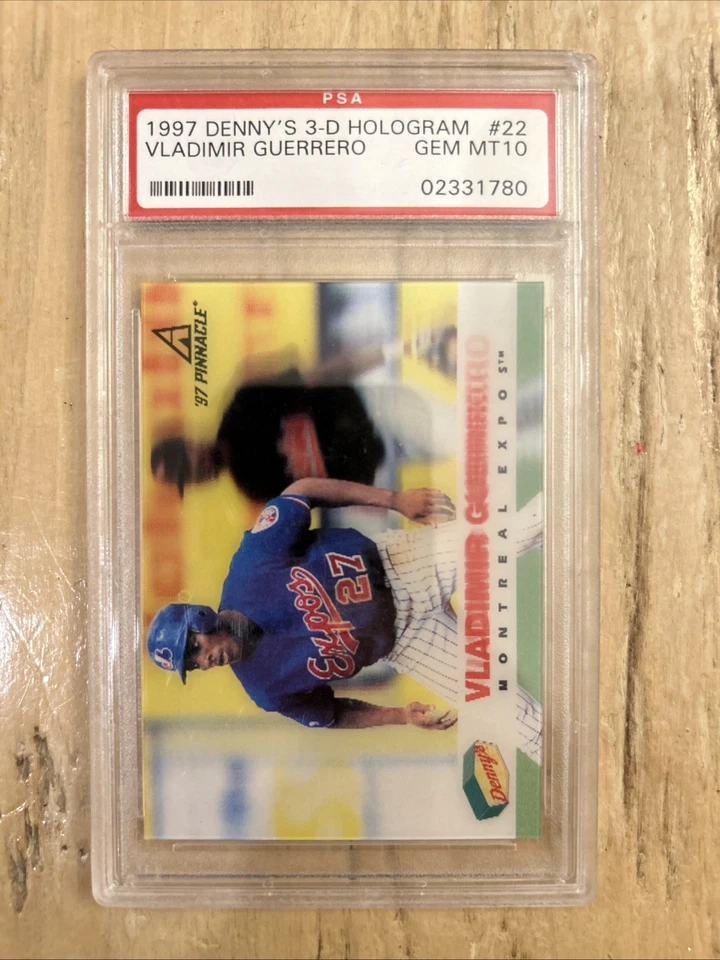 PSA
1997 DENNY'S 3-D HOLOGRAM #22
VLADIMIR GUERRERO GEM MT10
02331780
'97 PINNACLE®
Expos
27
VLADIMIR GUERRERO
MONTREAL EXPOS™
Denny's